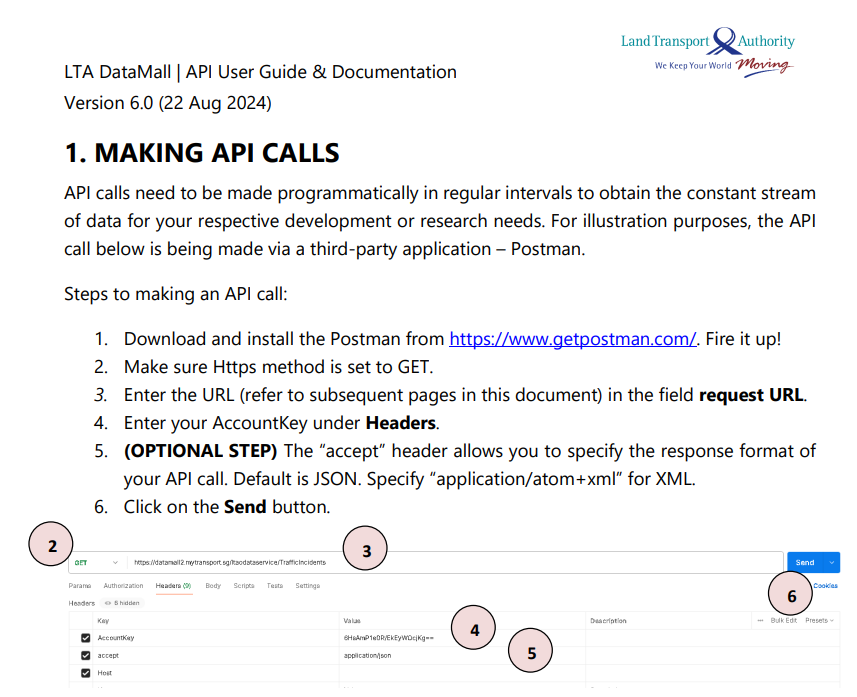 Land Transport Authority
We Keep Your World Moving
LTA DataMall | API User Guide & Documentation
Version 6.0 (22 Aug 2024)
1. MAKING API CALLS
API calls need to be made programmatically in regular intervals to obtain the constant stream
of data for your respective development or research needs. For illustration purposes, the API
call below is being made via a third-party application – Postman.
Steps to making an API call:
1. Download and install the Postman from https://www.getpostman.com/. Fire it up!
2. Make sure Https method is set to GET.
3. Enter the URL (refer to subsequent pages in this document) in the field request URL.
4. Enter your AccountKey under Headers.
5. (OPTIONAL STEP) The “accept” header allows you to specify the response format of
your API call. Default is JSON. Specify “application/atom+xml” for XML.
6. Click on the Send button.
2
3
GET https://datamall2.mytransport.sg/ltaodataservice/TrafficIncidents Send
Params Authorization Headers (9) Body Scripts Tests Settings Cookies
6
Headers 8 hidden
Key Value Description ••• Bulk Edit Presets
4
AccountKey
5
accept application/json
Host